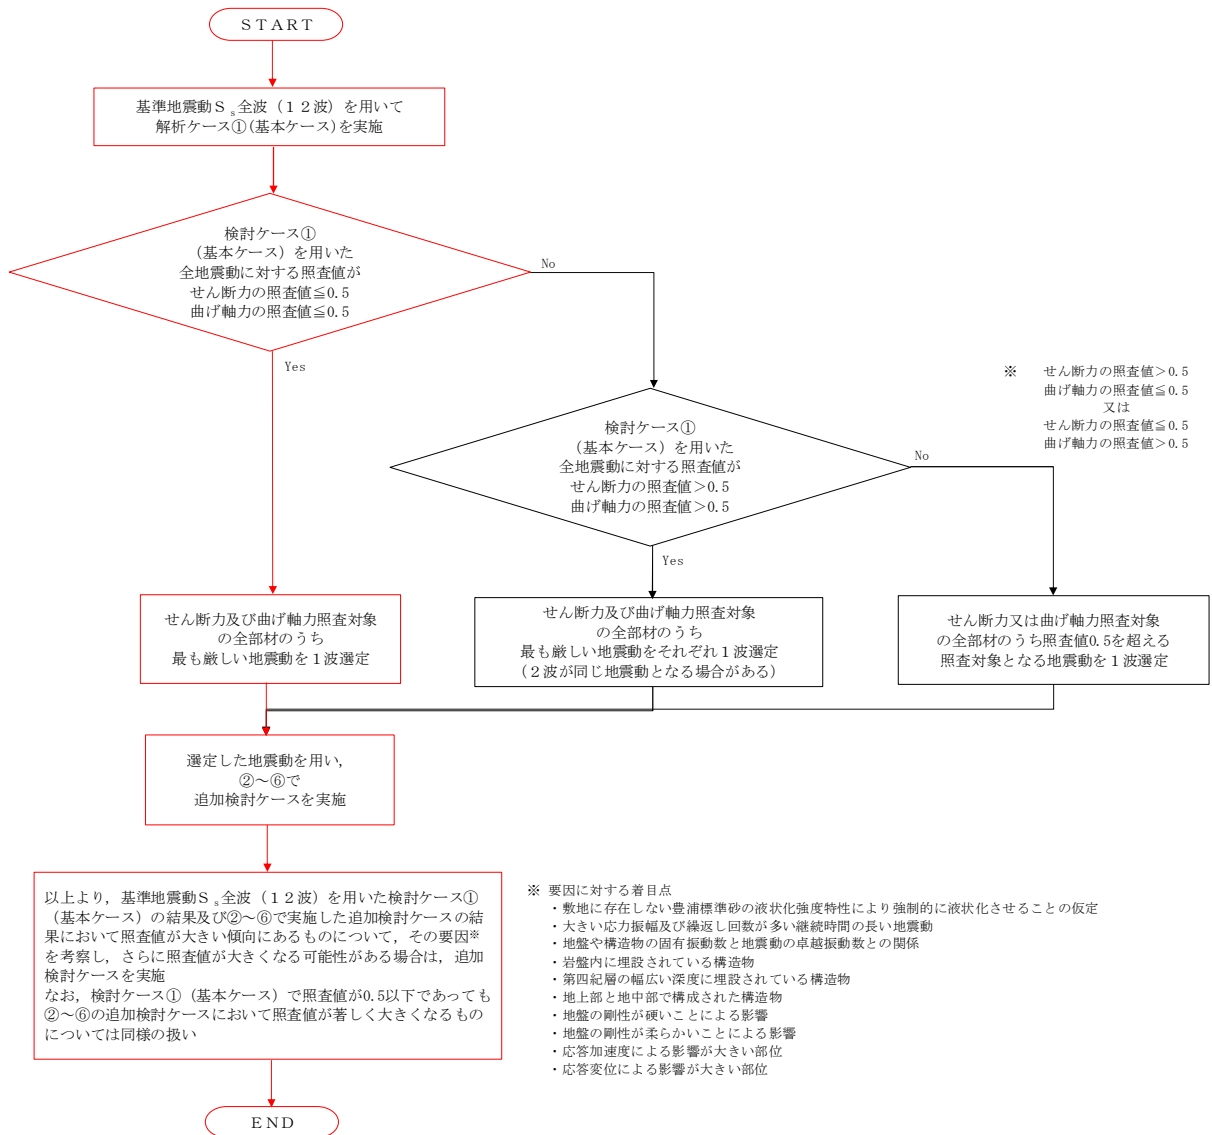 ＳＴＡＲＴ
基準地震動Ｓs全波（１２波）を用いて
解析ケース①(基本ケース)を実施
検討ケース①
（基本ケース）を用いた
全地震動に対する照査値が
せん断力の照査値≦0.5
曲げ軸力の照査値≦0.5
No
Yes
※　せん断力の照査値＞0.5
曲げ軸力の照査値≦0.5
又は
せん断力の照査値≦0.5
曲げ軸力の照査値＞0.5
検討ケース①
（基本ケース）を用いた
全地震動に対する照査値が
せん断力の照査値＞0.5
曲げ軸力の照査値＞0.5
No
Yes
せん断力及び曲げ軸力照査対象
の全部材のうち
最も厳しい地震動を１波選定
せん断力及び曲げ軸力照査対象
の全部材のうち
最も厳しい地震動をそれぞれ１波選定
（２波が同じ地震動となる場合がある）
せん断力又は曲げ軸力照査対象
の全部材のうち照査値0.5を超える
照査対象となる地震動を１波選定
選定した地震動を用い，
②～⑥で
追加検討ケースを実施
以上より，基準地震動Ｓs全波（１２波）を用いた検討ケース①
（基本ケース）の結果及び②～⑥で実施した追加検討ケースの結
果において照査値が大きい傾向にあるものについて，その要因※
を考察し，さらに照査値が大きくなる可能性がある場合は，追加
検討ケースを実施
なお，検討ケース①（基本ケース）で照査値が0.5以下であっても
②～⑥の追加検討ケースにおいて照査値が著しく大きくなるもの
については同様の扱い
※ 要因に対する着目点
・敷地に存在しない豊浦標準砂の液状化強度特性により強制的に液状化させることの仮定
・大きい応力振幅及び繰返し回数が多い継続時間の長い地震動
・地盤や構造物の固有振動数と地震動の卓越振動数との関係
・岩盤内に埋設されている構造物
・第四紀層の幅広い深度に埋設されている構造物
・地上部と地中部で構成された構造物
・地盤の剛性が硬いことによる影響
・地盤の剛性が柔らかいことによる影響
・応答加速度による影響が大きい部位
・応答変位による影響が大きい部位
ＥＮＤ